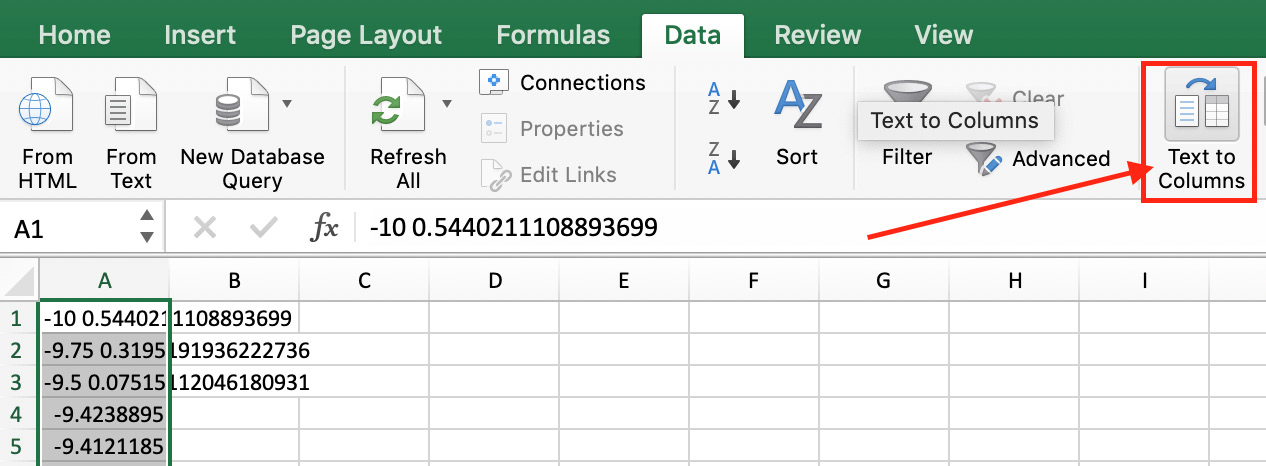 Home Insert Page Layout Formulas Data Review View
Connections
Properties
Edit Links
A
Z
Z
A
AZ
Clear
Text to Columns
Advanced
From
HTML
From
Text
New Database
Query
Refresh
All
Sort
Filter
Text to
Columns
A1 fx -10 0.5440211108893699
A B C D E F G H I
1 -10 0.5440211108893699
2 -9.75 0.3195191936222736
3 -9.5 0.07515112046180931
4 -9.4238895
5 -9.4121185